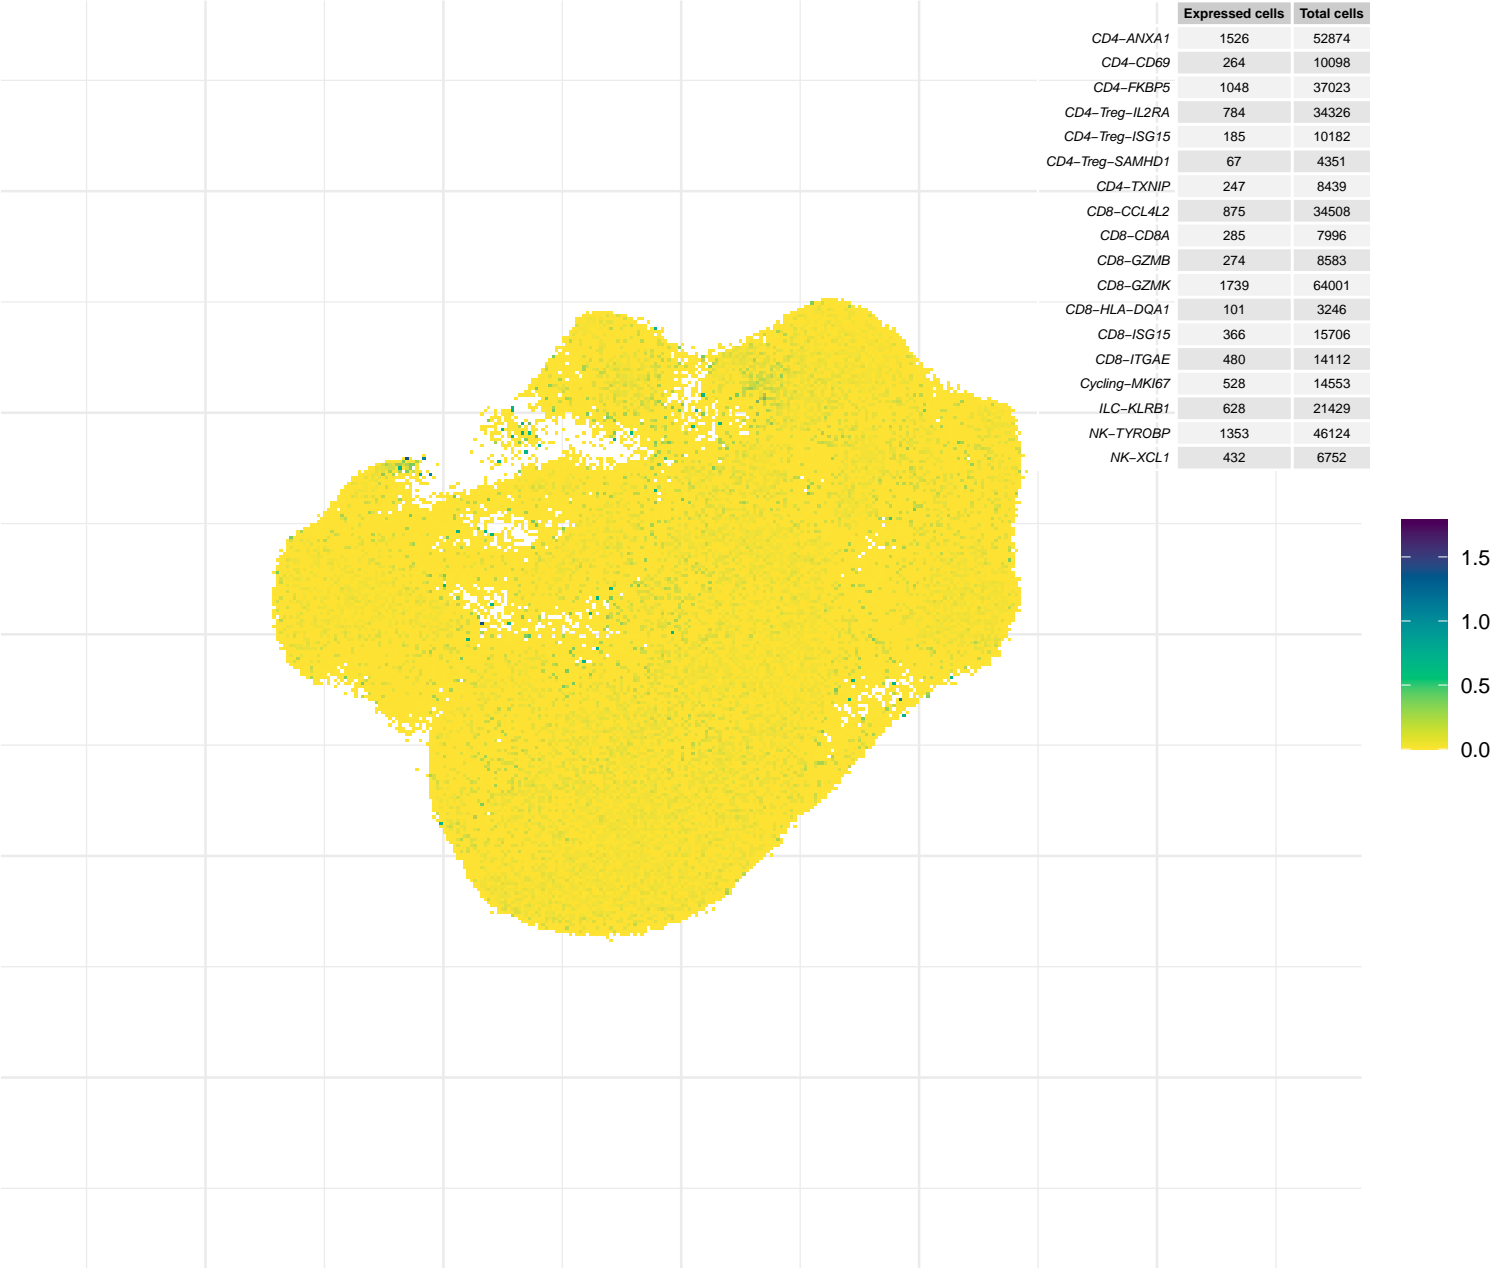 Expressed cells Total cells
CD4−ANXA1 1526 52874
CD4−CD69 264 10098
CD4−FKBP5 1048 37023
CD4−Treg−IL2RA 784 34326
CD4−Treg−ISG15 185 10182
CD4−Treg−SAMHD1 67 4351
CD4−TXNIP 247 8439
CD8−CCL4L2 875 34508
CD8−CD8A 285 7996
CD8−GZMB 274 8583
CD8−GZMK 1739 64001
CD8−HLA−DQA1 101 3246
CD8−ISG15 366 15706
CD8−ITGAE 480 14112
Cycling−MKI67 528 14553
ILC−KLRB1 628 21429
NK−TYROBP 1353 46124
NK−XCL1 432 6752
1.5
1.0
0.5
0.0